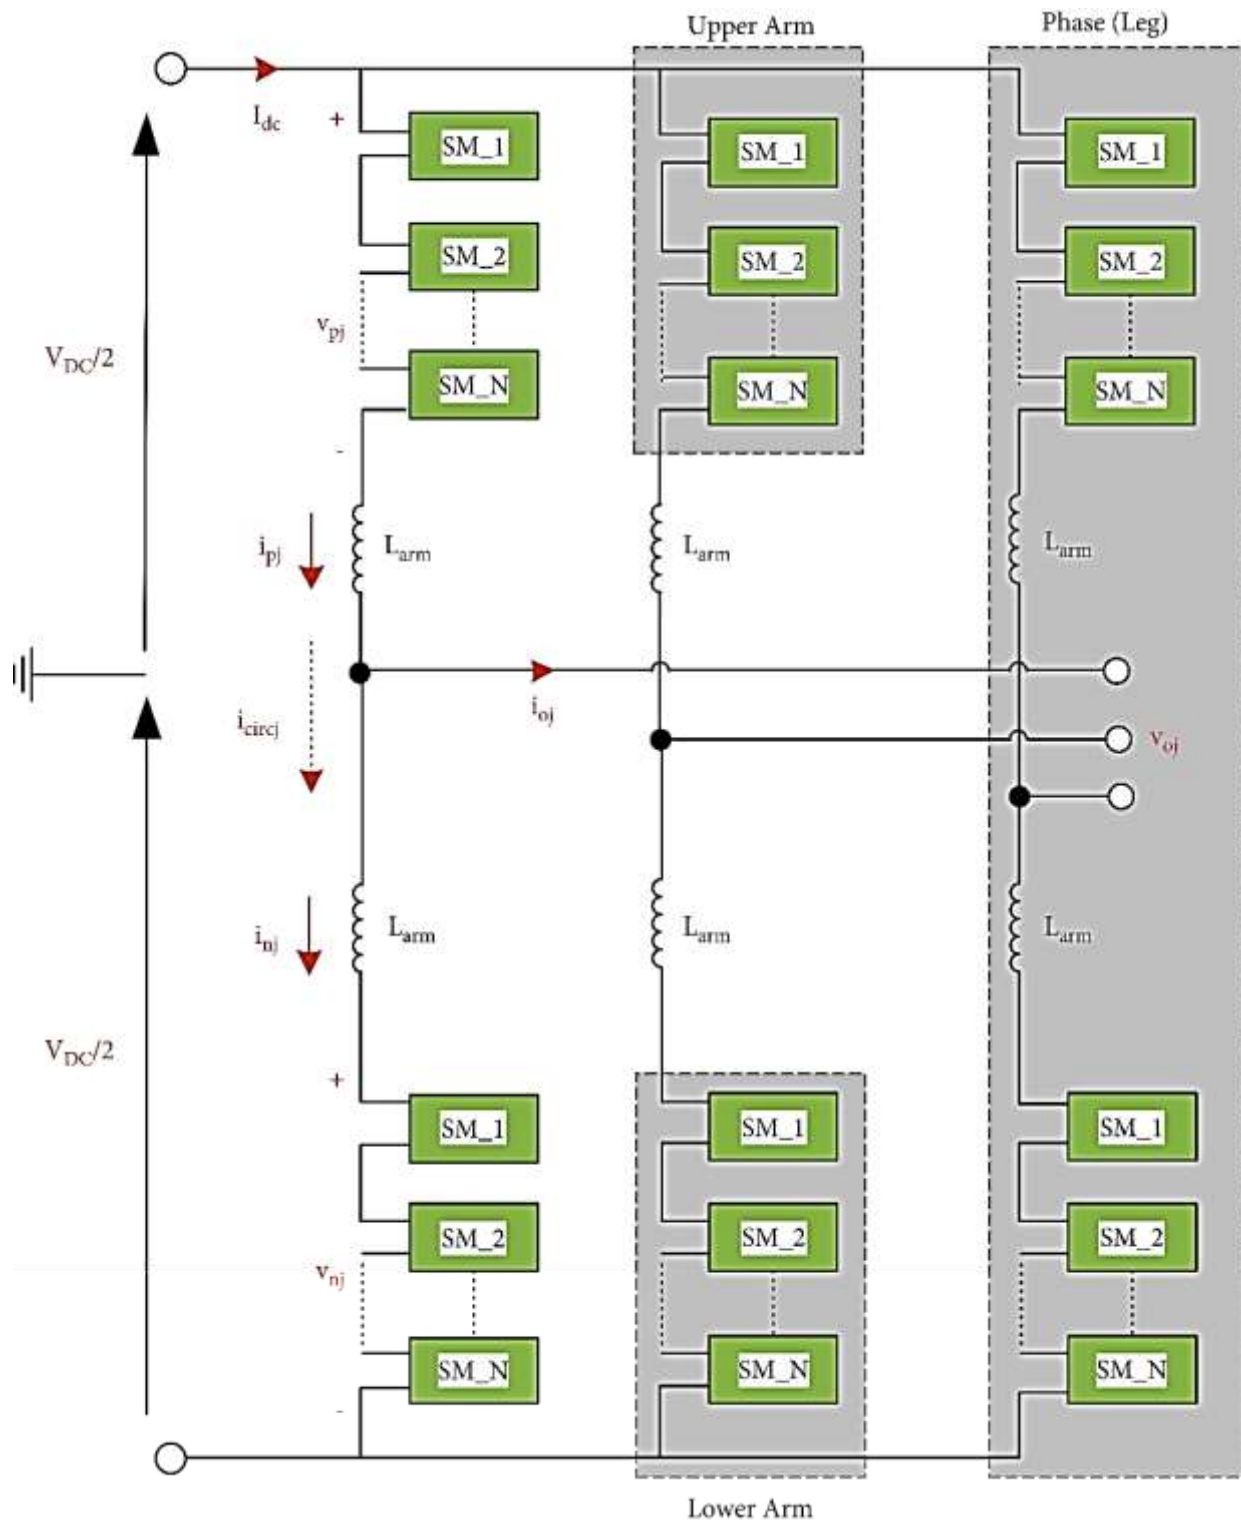 Upper Arm
Phase (Leg)
I_dc
+
SM_1
SM_1
SM_1
SM_2
SM_2
SM_2
v_pj
V_DC/2
SM_N
SM_N
SM_N
-
i_pj
L_arm
L_arm
L_arm
i_circj
i_oj
v_oj
i_nj
L_arm
L_arm
L_arm
V_DC/2
+
SM_1
SM_1
SM_1
SM_2
SM_2
SM_2
v_nj
SM_N
SM_N
SM_N
-
Lower Arm